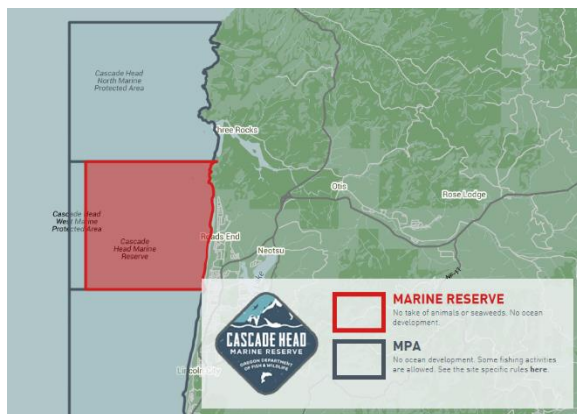 Cascade Head
North Marine
Protected Area
Three Rocks
Otis
Rose Lodge
Cascade Head
West Marine
Protected Area
Cascade
Head Marine
Reserve
Roads End
Neotsu
Lincoln City
CASCADE HEAD
MARINE RESERVE
OREGON DEPARTMENT
OF FISH & WILDLIFE
MARINE RESERVE
No take of animals or seaweeds. No ocean
development.
MPA
No ocean development. Some fishing activities
are allowed. See the site specific rules here.